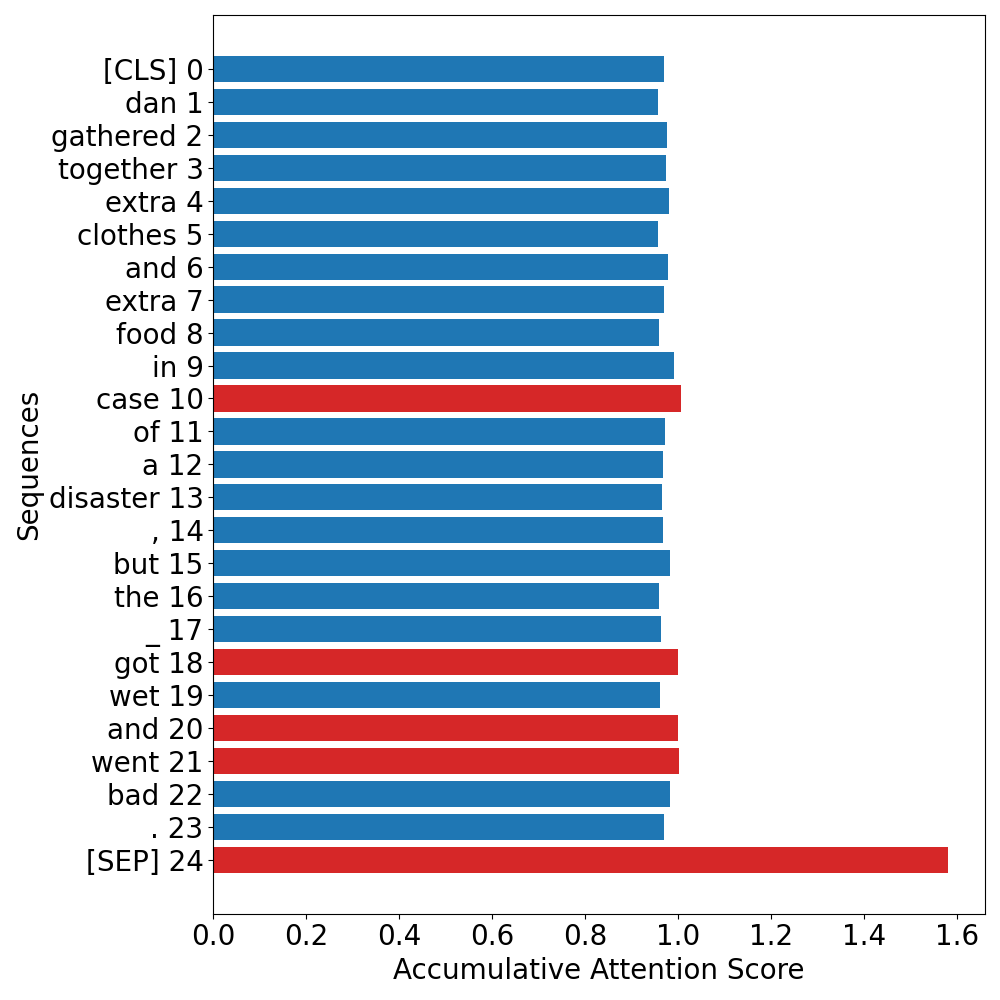 [CLS] 0
dan 1
gathered 2
together 3
extra 4
clothes 5
and 6
extra 7
food 8
in 9
case 10
of 11
a 12
disaster 13
, 14
but 15
the 16
_ 17
got 18
wet 19
and 20
went 21
bad 22
. 23
[SEP] 24
Sequences
0.0 0.2 0.4 0.6 0.8 1.0 1.2 1.4 1.6
Accumulative Attention Score